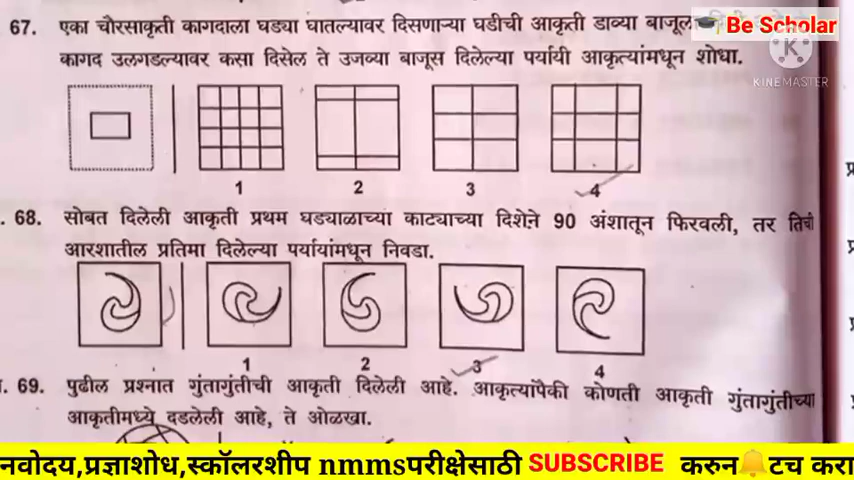 67. एका चौरसाकृती कागदाला घड्या घातल्यावर दिसणाऱ्या घडीची आकृती डाव्या
🎓Be Scholar
कागद उलगडल्यावर कसा दिसेल ते उजव्या बाजूस दिलेल्या पर्यायी आकृत्यांमधून शोधा.
K
KINEMASTER
1 2 3 4
68. सोबत दिलेली आकृती प्रथम घड्याळाच्या काट्याच्या दिशेने 90 अंशातून फिरवली, तर तिची
आरशातील प्रतिमा दिलेल्या पर्यायांमधून निवडा.
1 2 3 4
69. पुढील प्रश्नात गुंतागुंतीची आकृती दिलेली आहे. आकृत्यांपैकी कोणती आकृती गुंतागुंतीच्या
आकृतीमध्ये दडलेली आहे, ते ओळखा.
नवोदय,प्रज्ञाशोध,स्कॉलरशीप nmmsपरीक्षेसाठी SUBSCRIBE करुन🔔टच करा